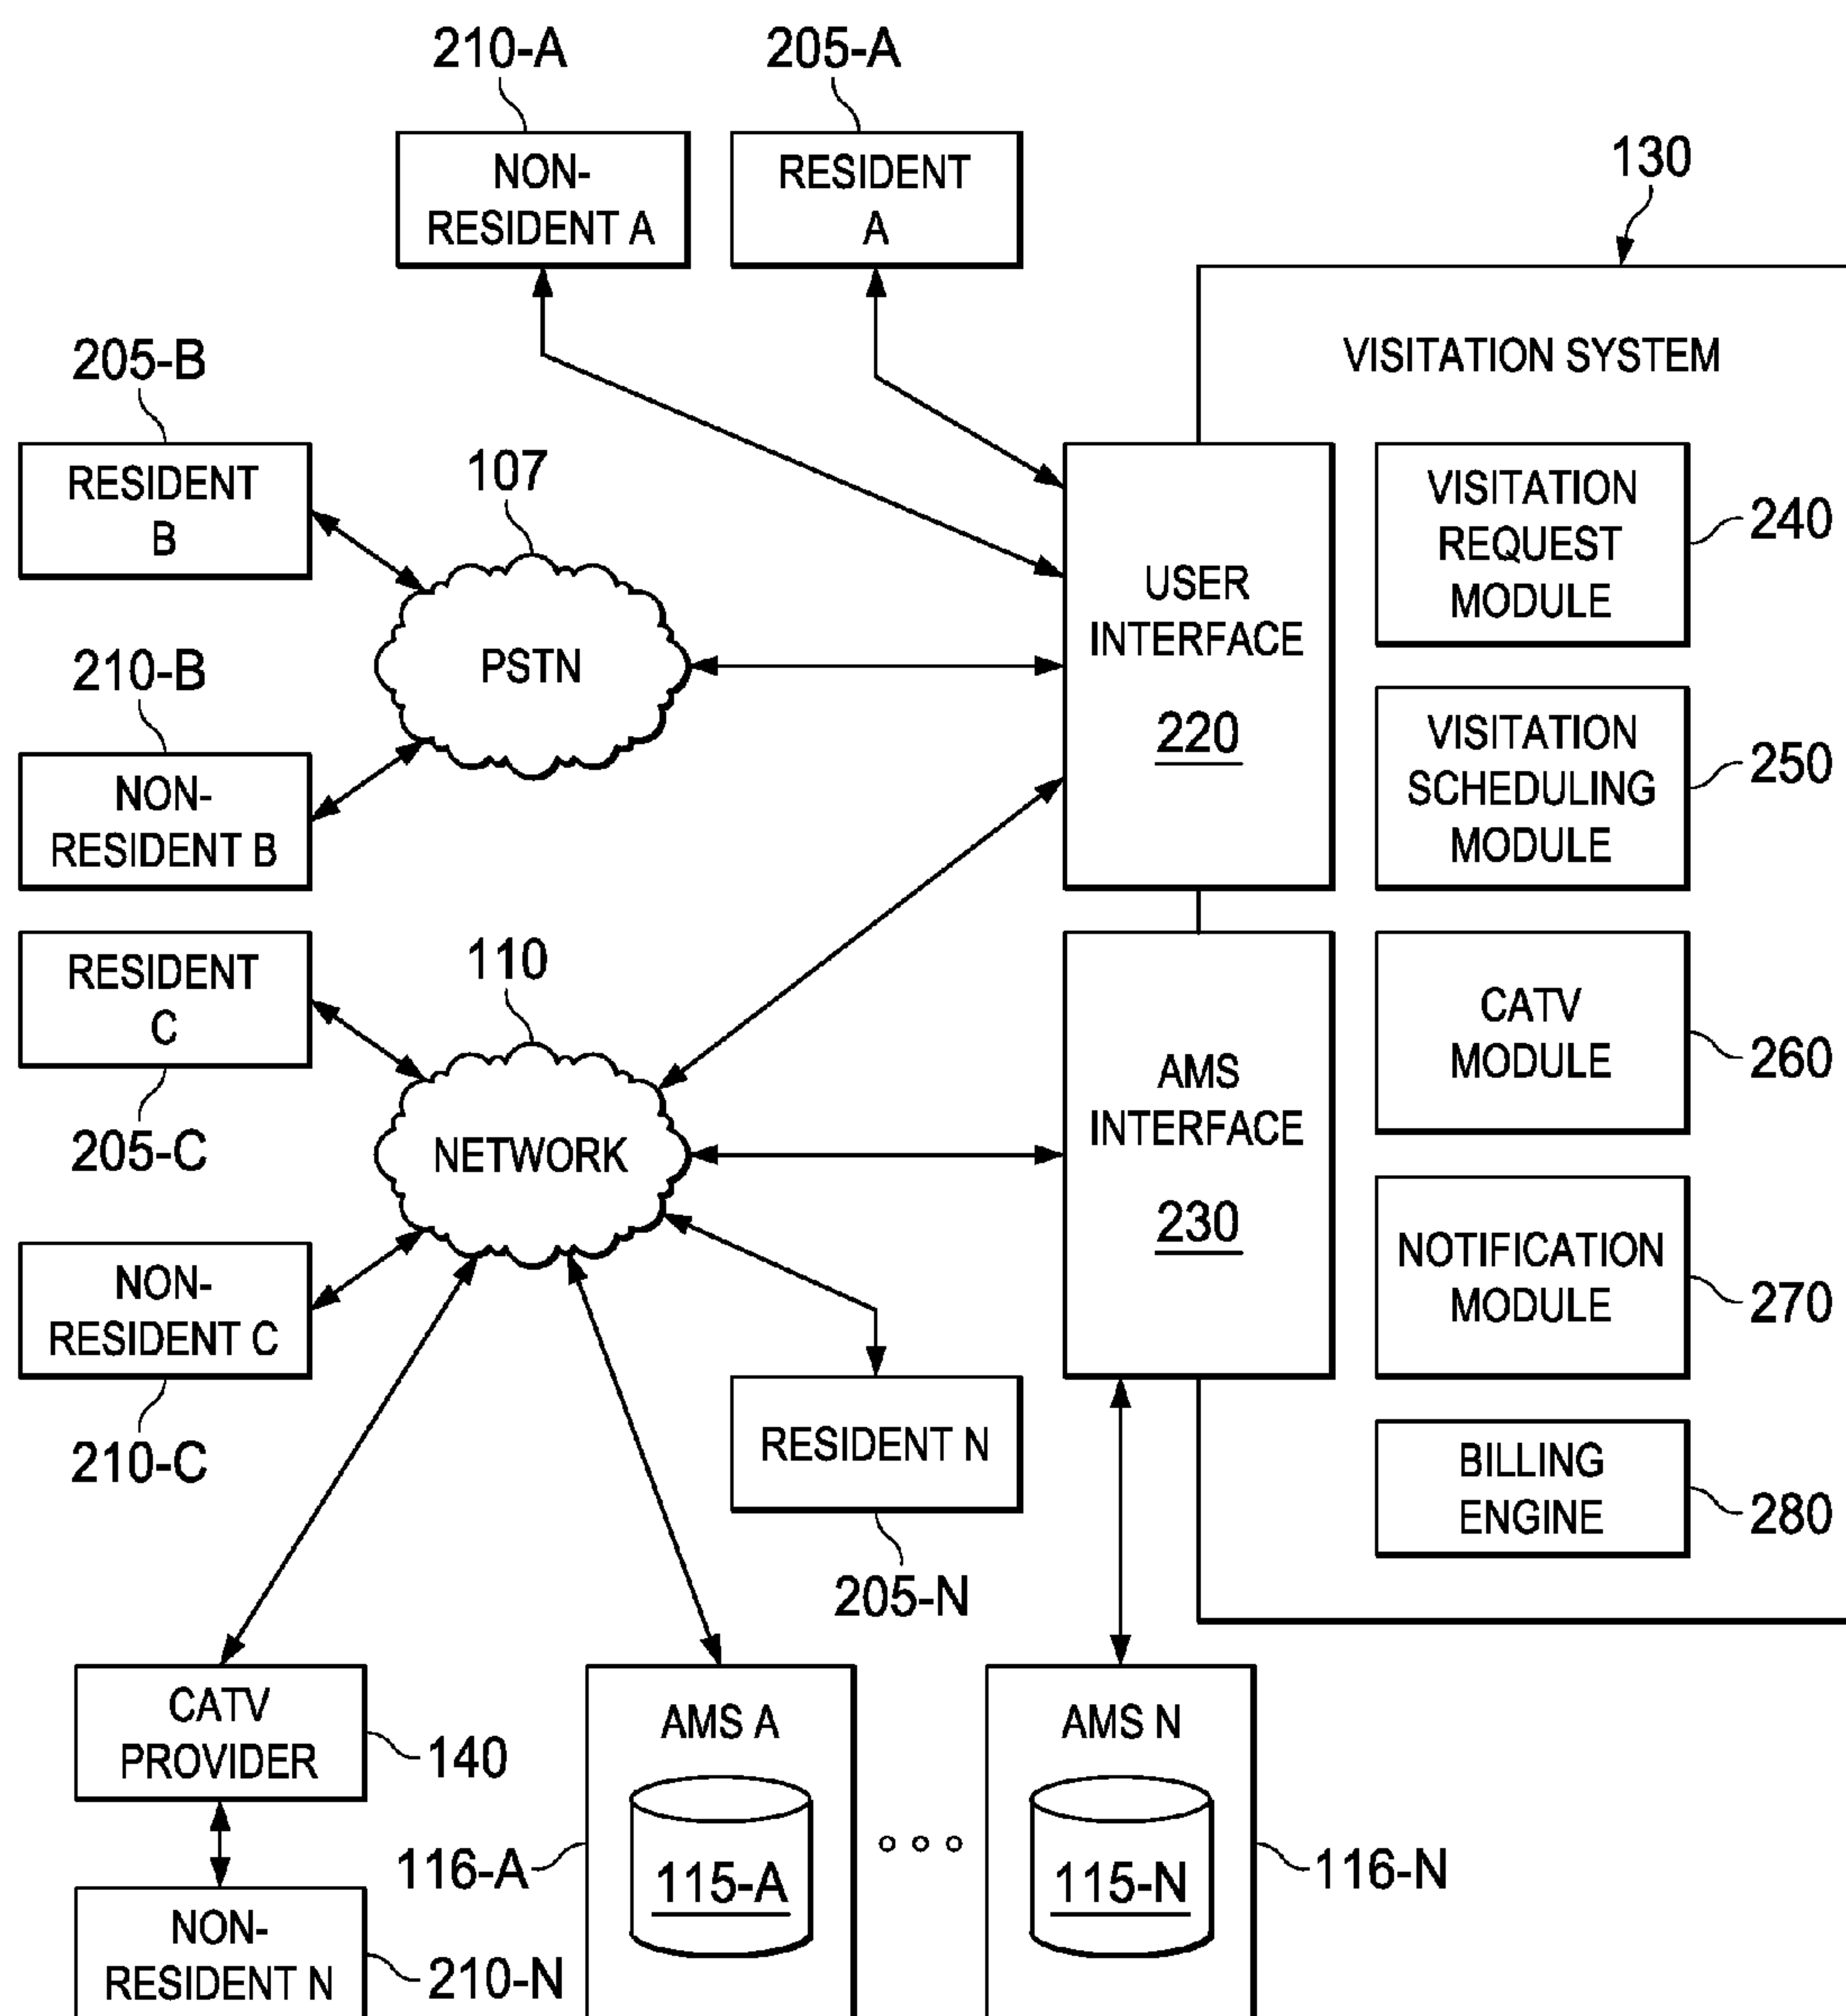 210-A
205-A
NON-
RESIDENT A
RESIDENT
A
130
VISITATION SYSTEM
205-B
RESIDENT
B
107
PSTN
210-B
NON-
RESIDENT B
USER
INTERFACE
220
VISITATION
REQUEST
MODULE
240
VISITATION
SCHEDULING
MODULE
250
RESIDENT
C
205-C
110
NETWORK
NON-
RESIDENT C
210-C
AMS
INTERFACE
230
CATV
MODULE
260
NOTIFICATION
MODULE
270
RESIDENT N
205-N
BILLING
ENGINE
280
CATV
PROVIDER
140
AMS A
115-A
116-A
AMS N
115-N
116-N
NON-
RESIDENT N
210-N